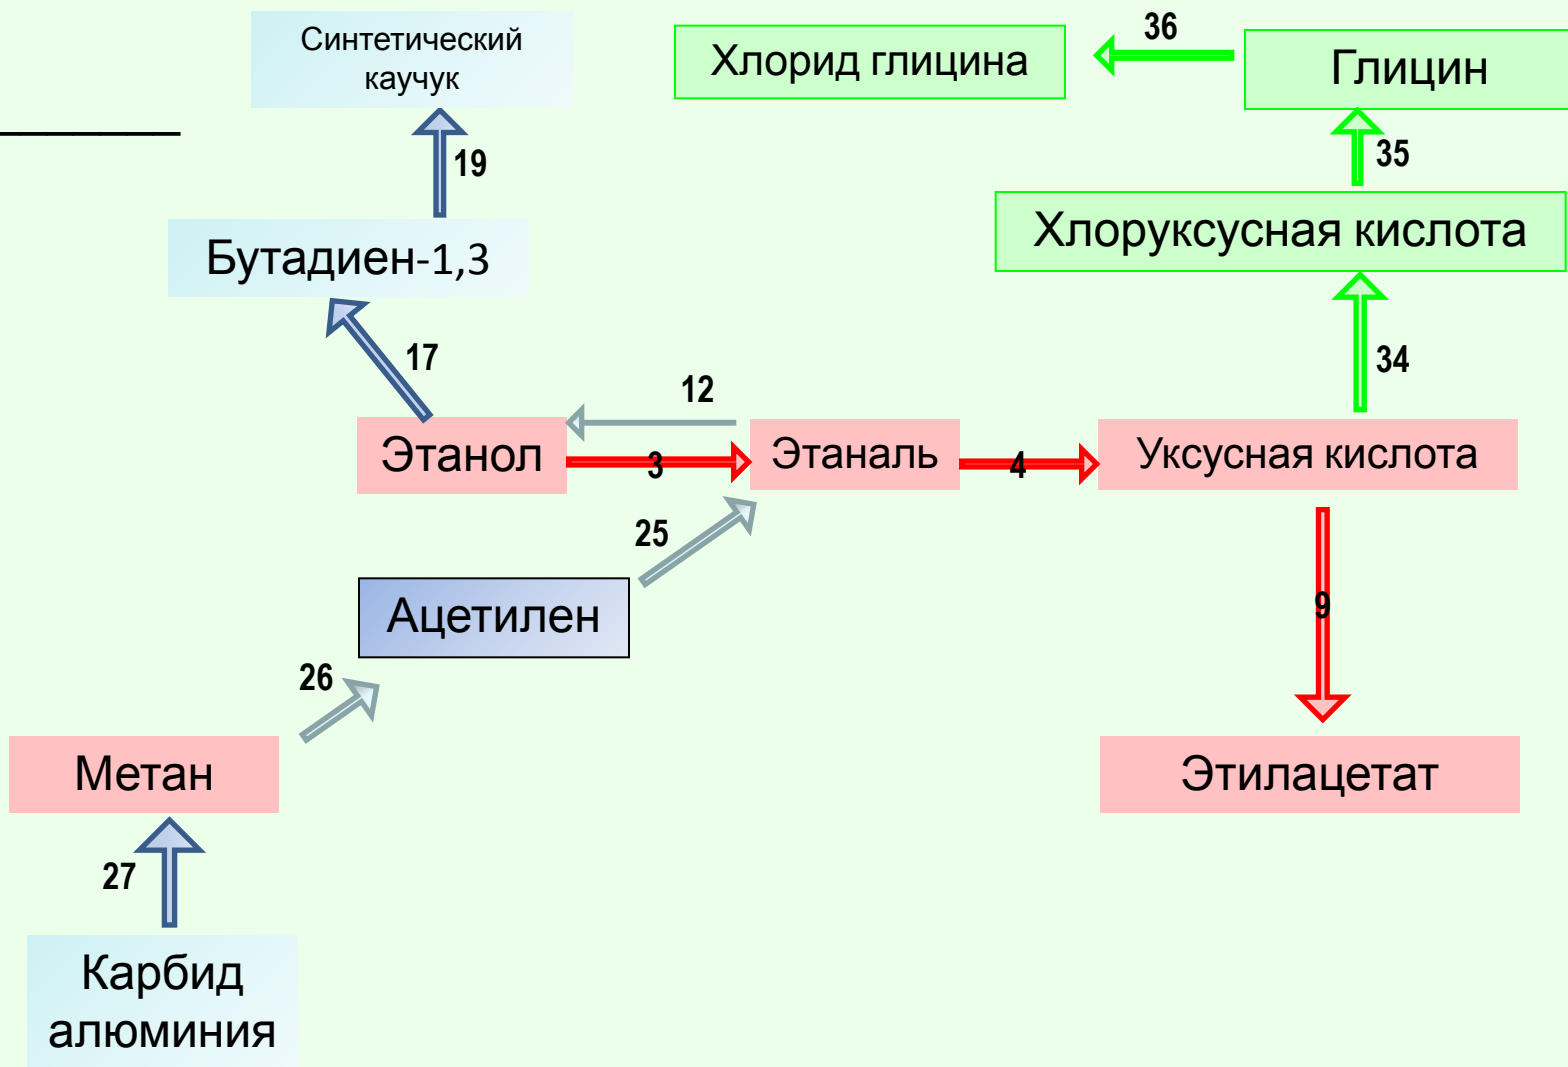 Синтетический
каучук
36
Хлорид глицина
Глицин
19
35
Бутадиен-1,3
Хлоруксусная кислота
17
12
34
Этанол
3
Этаналь
4
Уксусная кислота
25
Ацетилен
9
26
Метан
Этилацетат
27
Карбид
алюминия